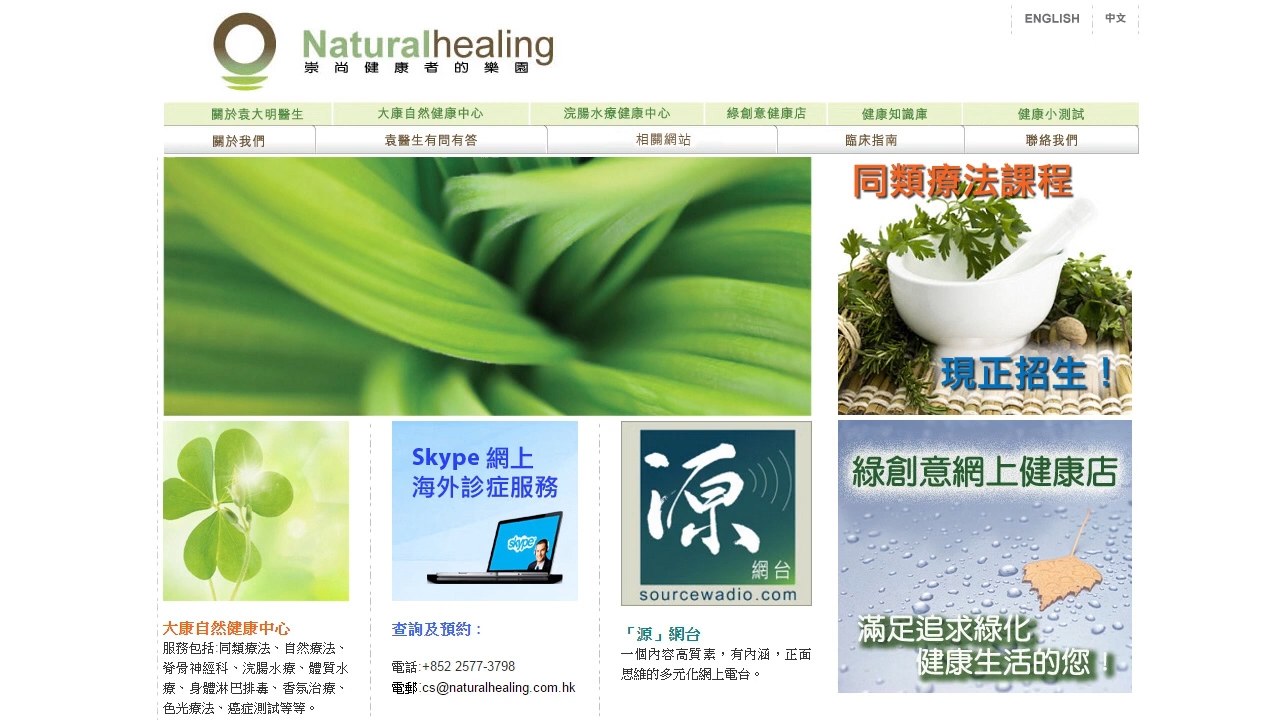 ENGLISH
中文
Naturalhealing
崇尚健康者的樂園
關於袁大明醫生
大康自然健康中心
浣腸水療健康中心
綠創意健康店
健康知識庫
健康小測試
關於我們
袁醫生有問有答
相關網站
臨床指南
聯絡我們
同類療法課程
現正招生！
Skype 網上
海外診症服務
skype
源
網台
sourcewadio.com
綠創意網上健康店
滿足追求綠化
健康生活的您！
大康自然健康中心
服務包括:同類療法、自然療法、
脊骨神經科、浣腸水療、體質水
療、身體淋巴排毒、香氛治療、
色光療法、癌症測試等等。
查詢及預約：
電話:+852 2577-3798
電郵:cs@naturalhealing.com.hk
「源」網台
一個內容高質素，有內涵，正面
思維的多元化網上電台。